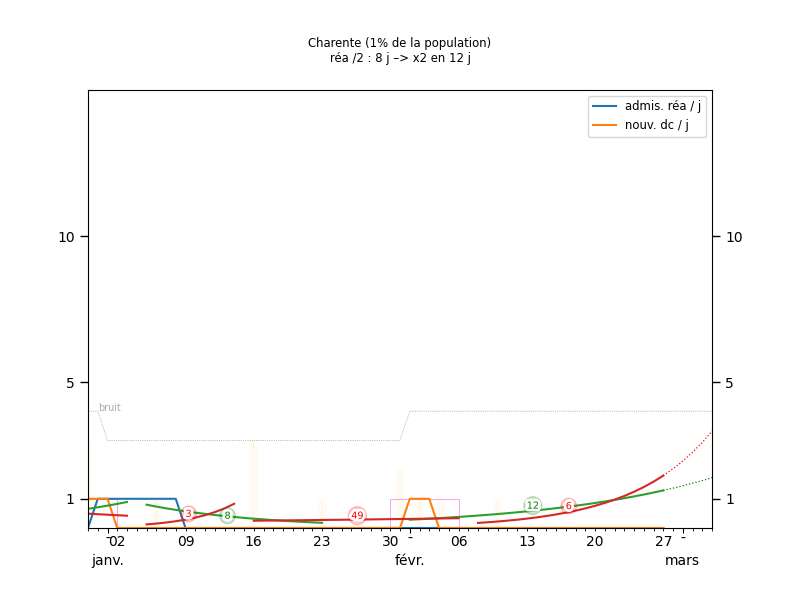 Charente (1% de la population)
réa /2 : 8 j –> x2 en 12 j
admis. réa / j
nouv. dc / j
10 10
5 5
bruit
1 1
3 8 49 12 6
02 09 16 23 30 06 13 20 27
janv. févr. mars